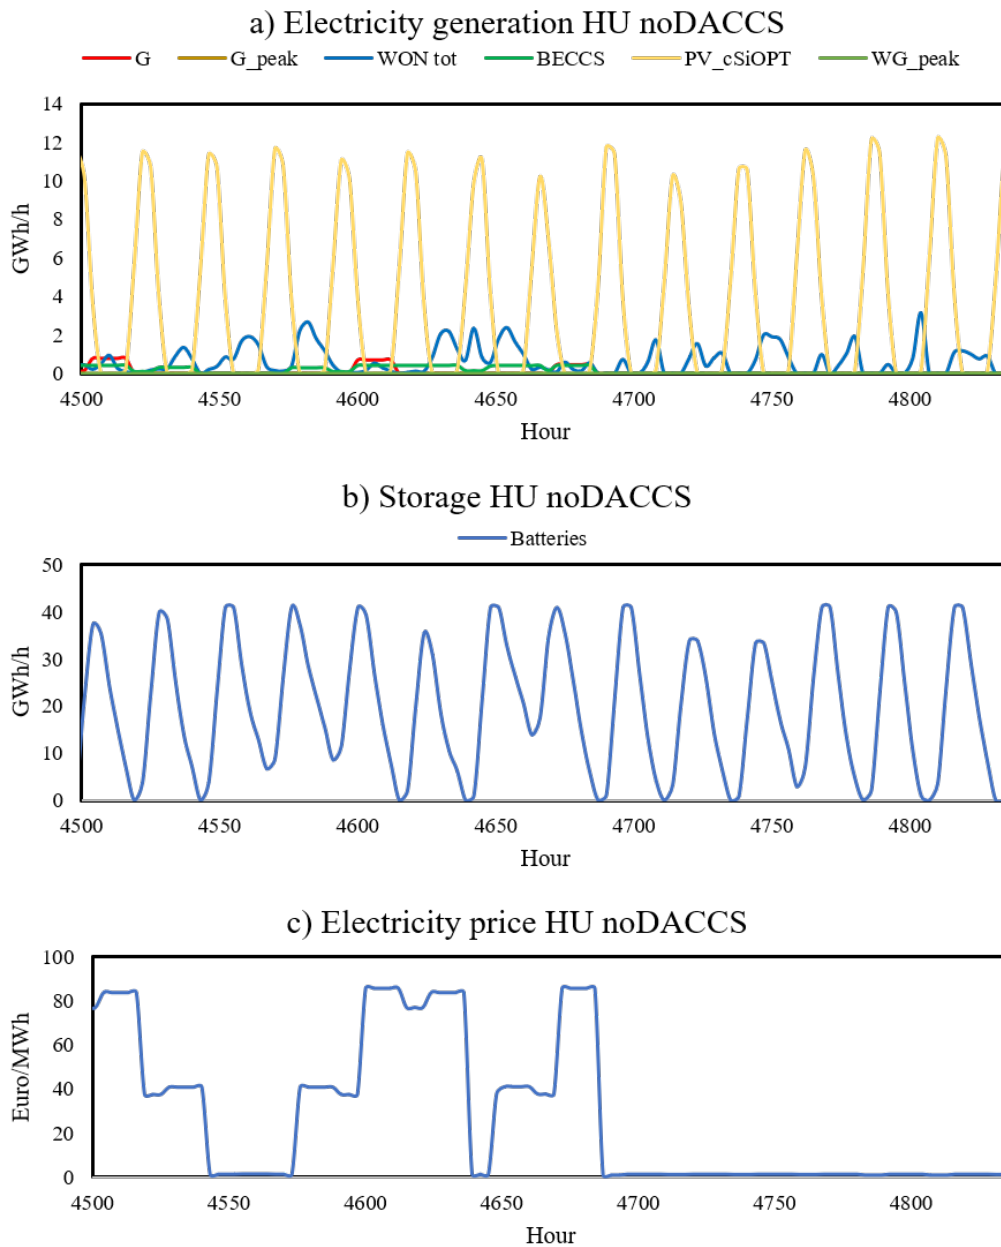 a) Electricity generation HU noDACCS
G G_peak WON tot BECCS PV_cSiOPT WG_peak
14
12
10
8
6
4
2
0
GWh/h
4500 4550 4600 4650 4700 4750 4800
Hour
b) Storage HU noDACCS
Batteries
50
40
30
20
10
0
GWh/h
4500 4550 4600 4650 4700 4750 4800
Hour
c) Electricity price HU noDACCS
100
80
60
40
20
0
Euro/MWh
4500 4550 4600 4650 4700 4750 4800
Hour